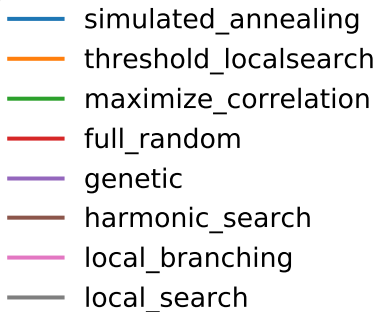 simulated_annealing
threshold_localsearch
maximize_correlation
full_random
genetic
harmonic_search
local_branching
local_search